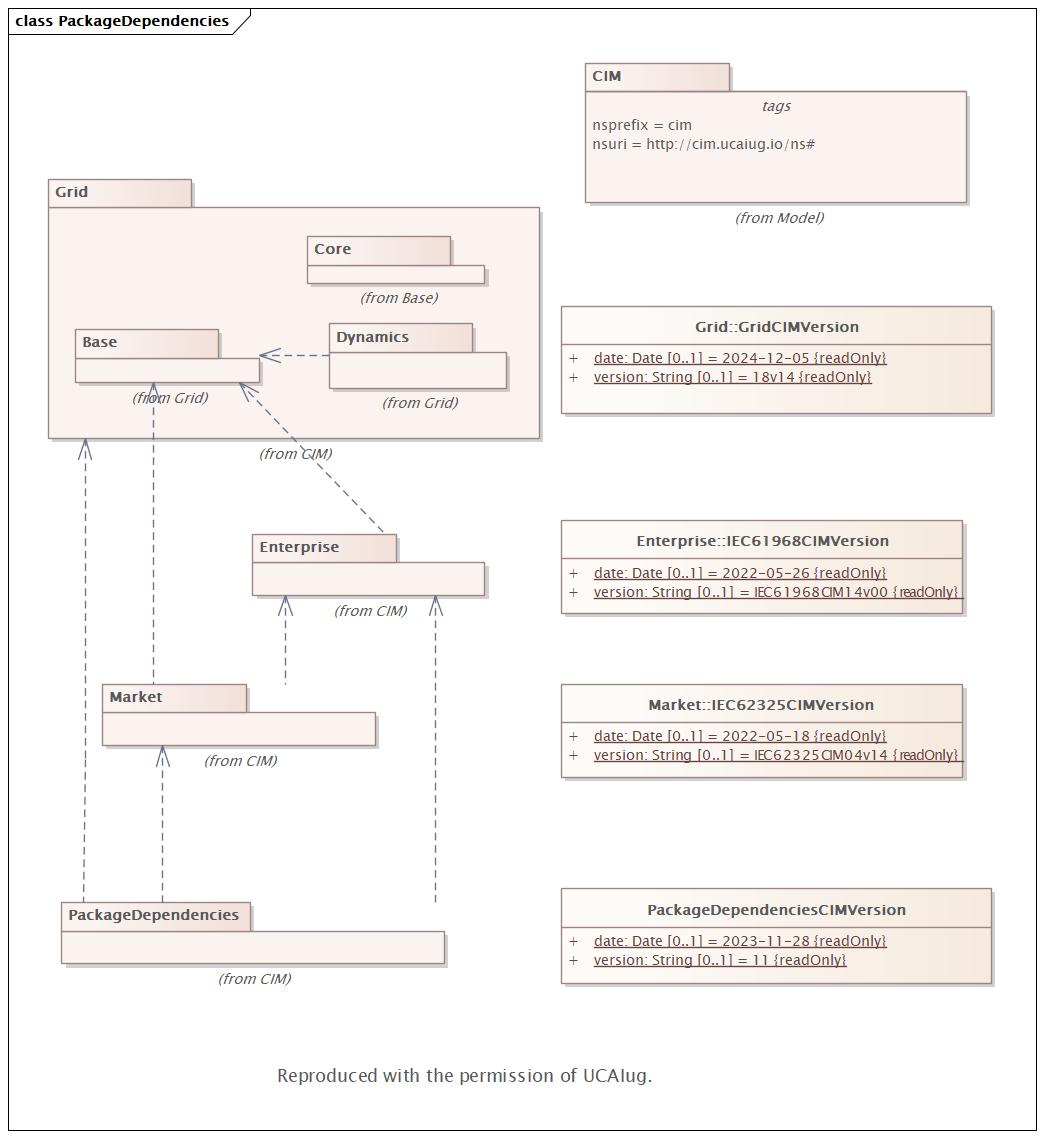 class PackageDependencies
CIM
tags
nsprefix = cim
nsuri = http://cim.ucaiug.io/ns#
(from Model)
Grid
Core
(from Base)
Base
(from Grid)
Dynamics
(from Grid)
(from CIM)
Grid::GridCIMVersion
+ date: Date [0..1] = 2024-12-05 {readOnly}
+ version: String [0..1] = 18v14 {readOnly}
Enterprise
(from CIM)
Enterprise::IEC61968CIMVersion
+ date: Date [0..1] = 2022-05-26 {readOnly}
+ version: String [0..1] = IEC61968CIM14v00 {readOnly}
Market
(from CIM)
Market::IEC62325CIMVersion
+ date: Date [0..1] = 2022-05-18 {readOnly}
+ version: String [0..1] = IEC62325CIM04v14 {readOnly}
PackageDependencies
(from CIM)
PackageDependenciesCIMVersion
+ date: Date [0..1] = 2023-11-28 {readOnly}
+ version: String [0..1] = 11 {readOnly}
Reproduced with the permission of UCAIug.